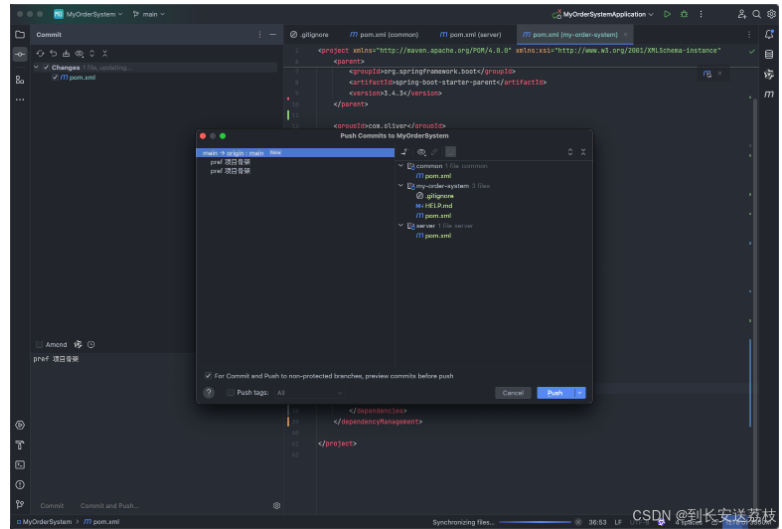 MyOrderSystem
main
MyOrderSystemApplication
Commit
.gitignore
pom.xml (common)
pom.xml (server)
pom.xml (my-order-system)
Changes 1 file, updating...
pom.xml
<project xmlns="http://maven.apache.org/POM/4.0.0" xmlns:xsi="http://www.w3.org/2001/XMLSchema-instance"
<parent>
<groupId>org.springframework.boot</groupId>
<artifactId>spring-boot-starter-parent</artifactId>
<version>3.4.3</version>
</parent>
<groupId>com.oliver</groupId>
Push Commits to MyOrderSystem
main → origin : main New
pref 项目骨架
pref 项目骨架
common 1 file common
pom.xml
my-order-system 3 files
.gitignore
HELP.md
pom.xml
server 1 file server
pom.xml
For Commit and Push to non-protected branches, preview commits before push
? Push tags: All
Cancel
Push
Amend
pref 项目骨架
</dependencies>
</dependencyManagement>
</project>
Commit
Commit and Push...
MyOrderSystem > pom.xml
Synchronizing files...
36:53 LF UTF-8
4 spaces
CSDN @到长安送荔枝